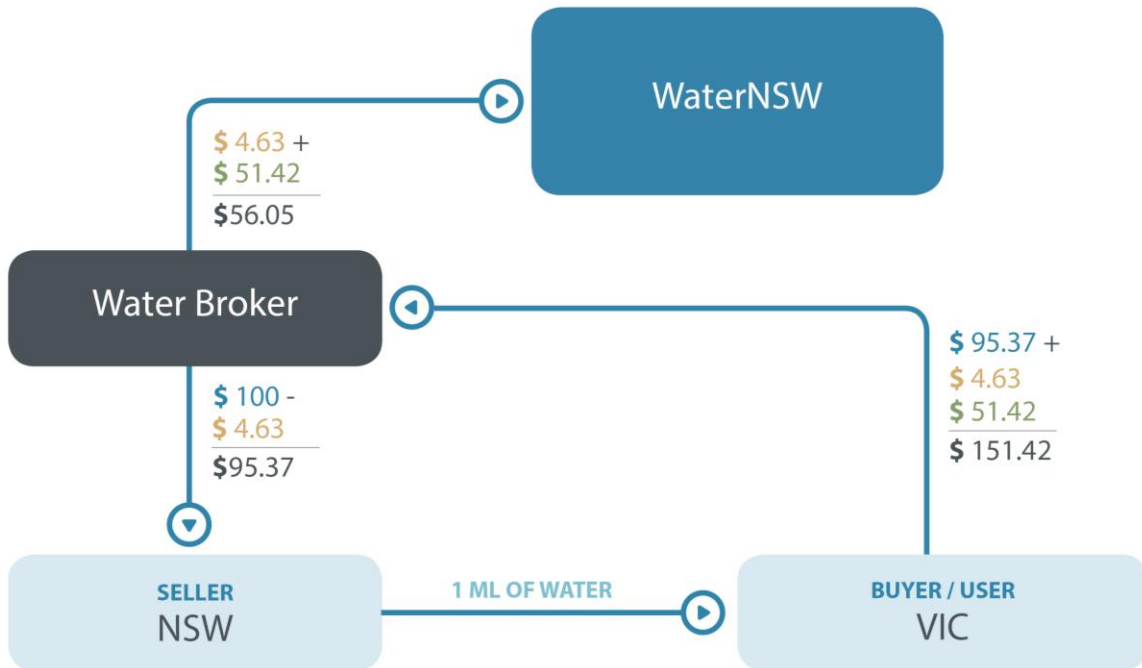 WaterNSW
$ 4.63 +
$ 51.42
$56.05
Water Broker
$ 95.37 +
$ 4.63
$ 51.42
$ 151.42
$ 100 -
$ 4.63
$95.37
SELLER
NSW
1 ML OF WATER
BUYER / USER
VIC